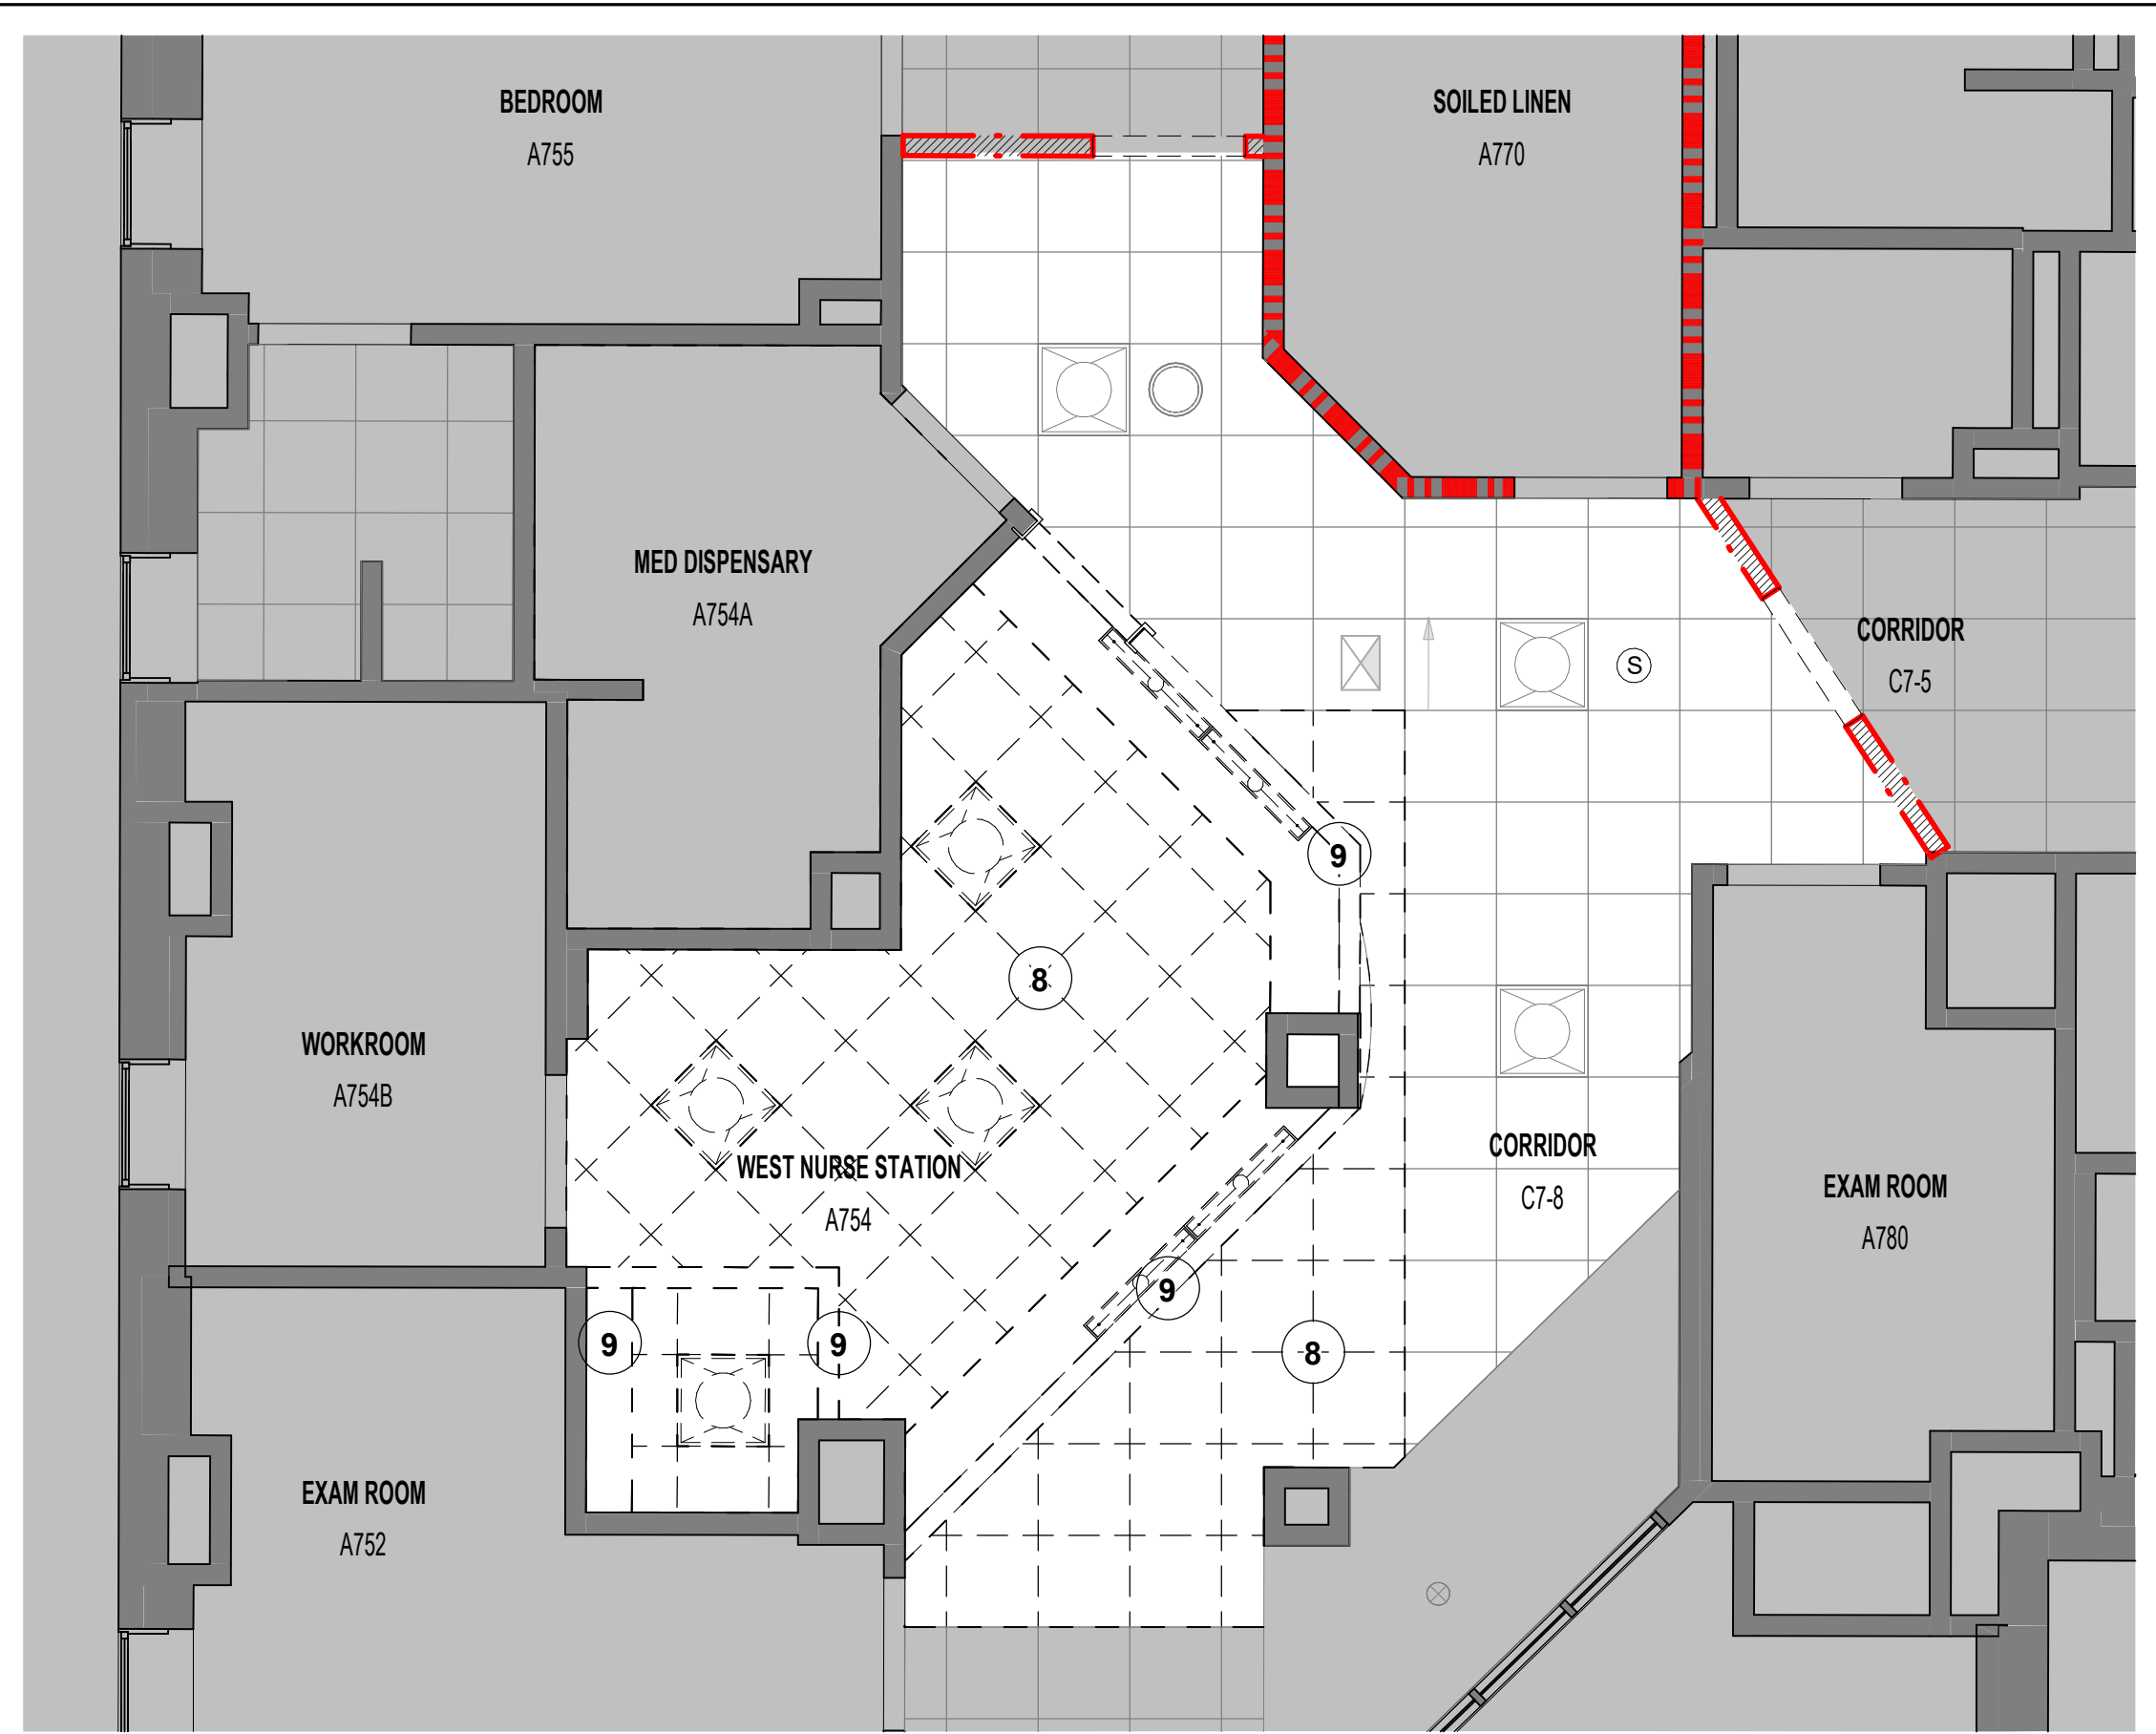 BEDROOM
A755
SOILED LINEN
A770
MED DISPENSARY
A754A
CORRIDOR
C7-5
S
9
8
WORKROOM
A754B
WEST NURSE STATION
A754
CORRIDOR
C7-8
EXAM ROOM
A780
9
9
9
8
EXAM ROOM
A752